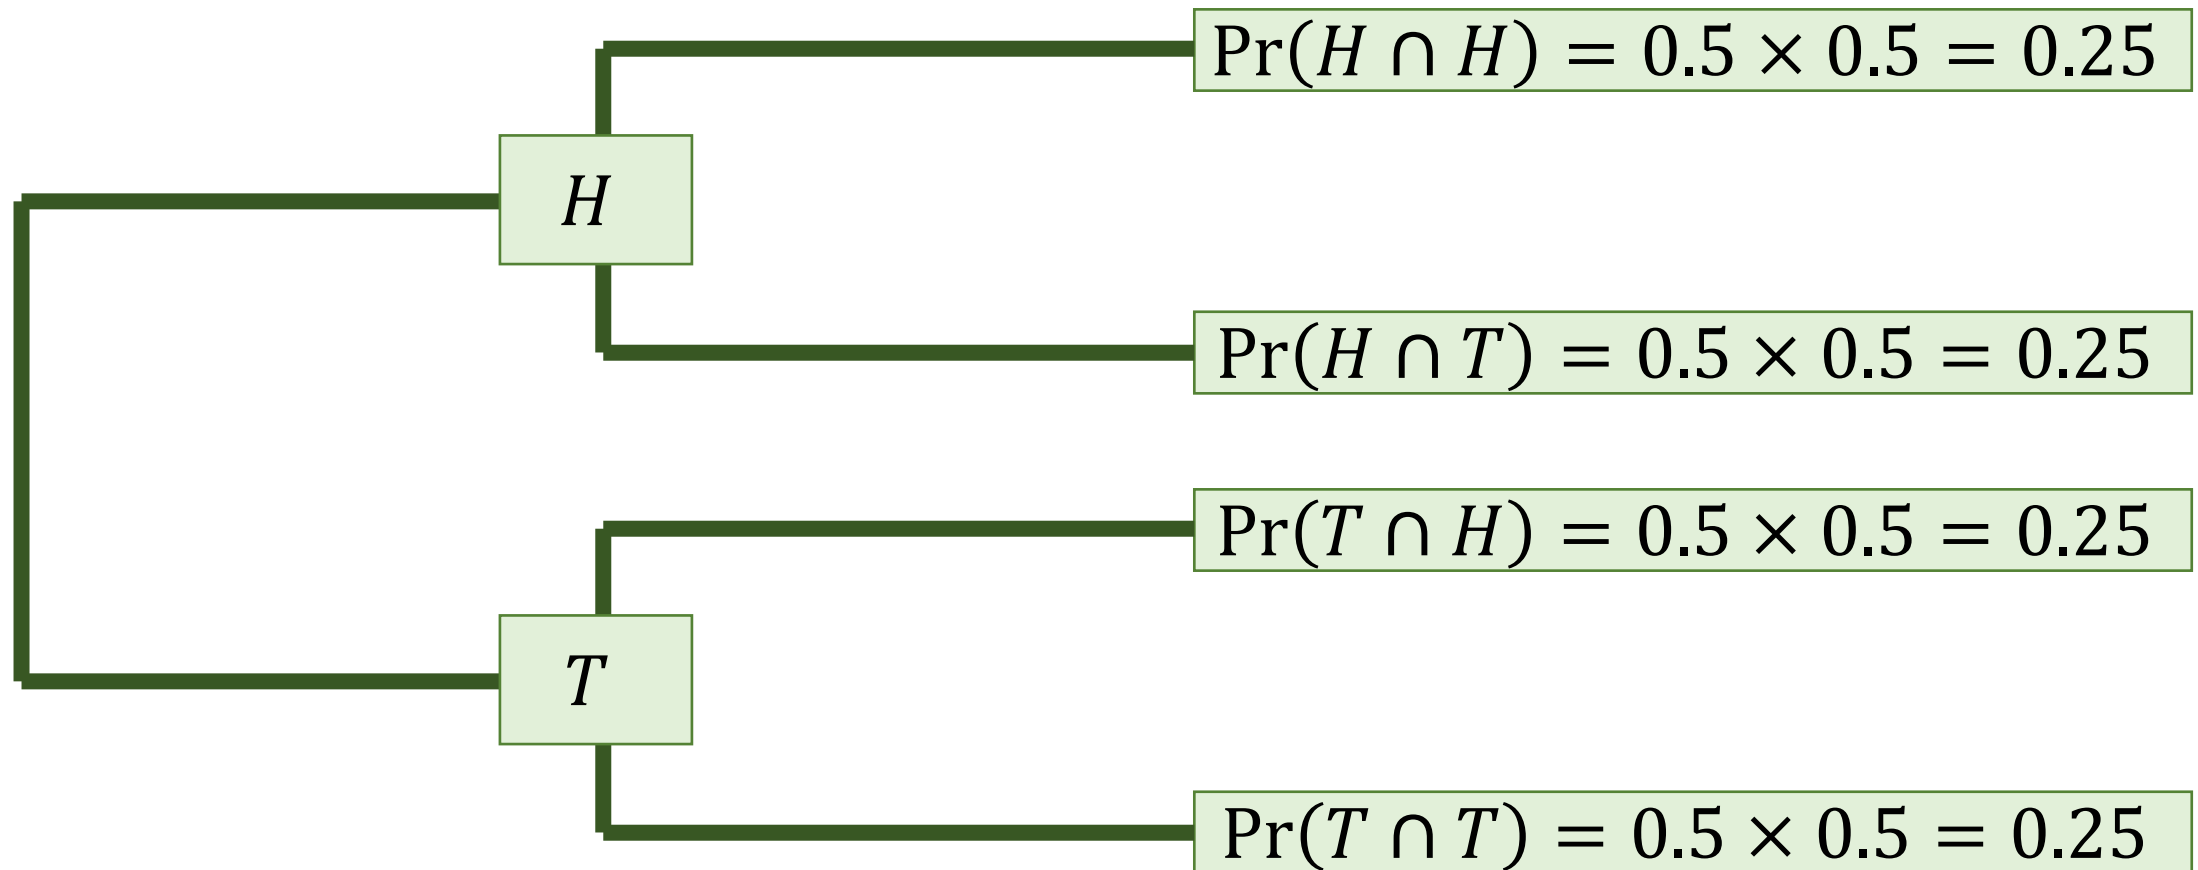 Pr(H ∩ H) = 0.5 × 0.5 = 0.25
H
Pr(H ∩ T) = 0.5 × 0.5 = 0.25
Pr(T ∩ H) = 0.5 × 0.5 = 0.25
T
Pr(T ∩ T) = 0.5 × 0.5 = 0.25